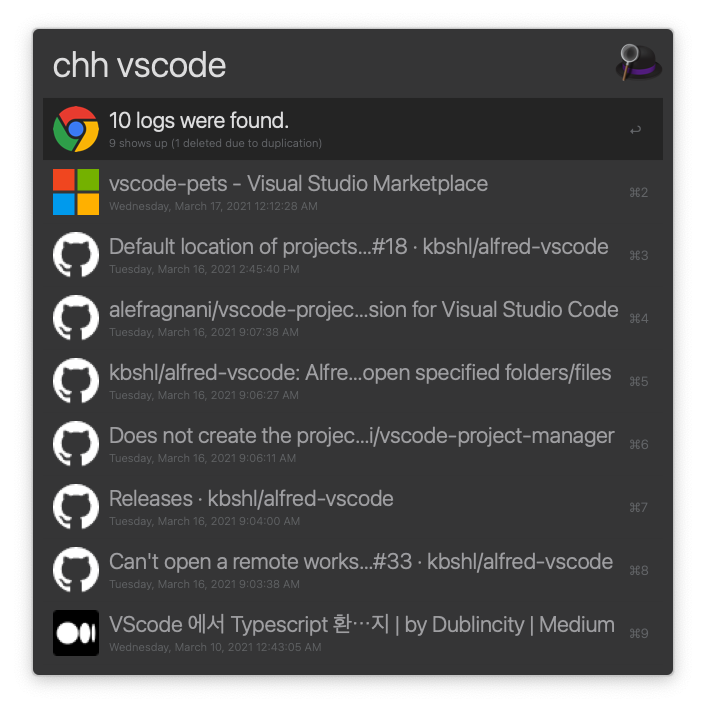 chh vscode
10 logs were found.
9 shows up (1 deleted due to duplication)
↩
vscode-pets - Visual Studio Marketplace
Wednesday, March 17, 2021 12:12:28 AM
⌘2
Default location of projects...#18 · kbshl/alfred-vscode
Tuesday, March 16, 2021 2:45:40 PM
⌘3
alefragnani/vscode-projec...sion for Visual Studio Code
Tuesday, March 16, 2021 9:07:38 AM
⌘4
kbshl/alfred-vscode: Alfre...open specified folders/files
Tuesday, March 16, 2021 9:06:27 AM
⌘5
Does not create the projec...i/vscode-project-manager
Tuesday, March 16, 2021 9:06:11 AM
⌘6
Releases · kbshl/alfred-vscode
Tuesday, March 16, 2021 9:04:00 AM
⌘7
Can't open a remote works...#33 · kbshl/alfred-vscode
Tuesday, March 16, 2021 9:03:38 AM
⌘8
VScode 에서 Typescript 환⋯지 | by Dublincity | Medium
Wednesday, March 10, 2021 12:43:05 AM
⌘9